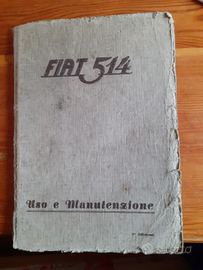 FIAT 514
Uso e Manutenzione